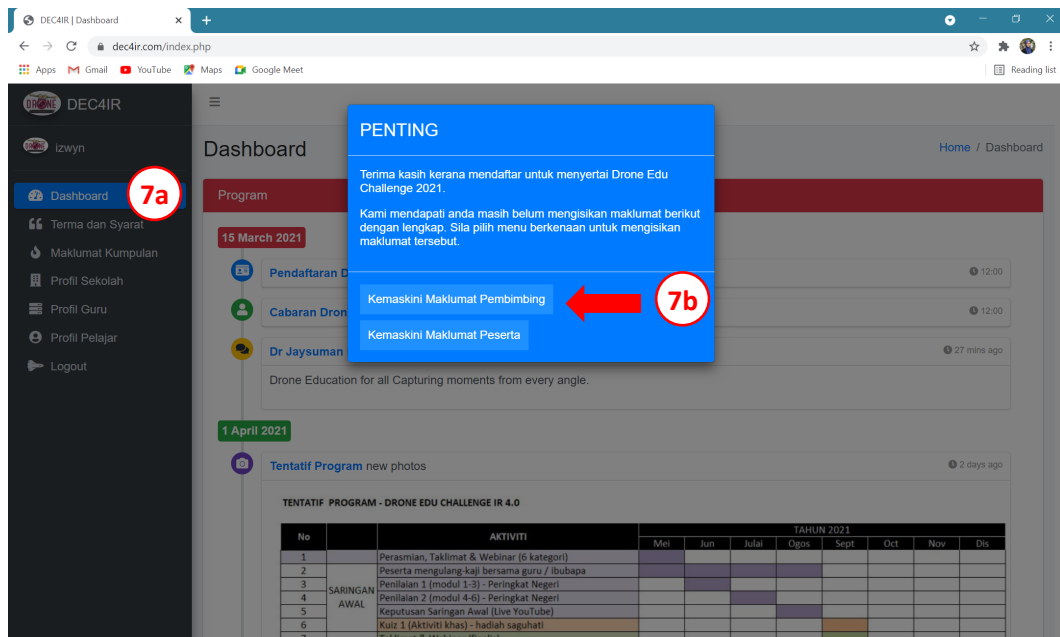 DEC4IR | Dashboard
dec4ir.com/index.php
Apps Gmail YouTube Maps Google Meet Reading list
DEC4IR
izwyn
Dashboard
7a
Terma dan Syarat
Maklumat Kumpulan
Profil Sekolah
Profil Guru
Profil Pelajar
Logout
Dashboard
Home / Dashboard
Program
PENTING
Terima kasih kerana mendaftar untuk menyertai Drone Edu
Challenge 2021.
Kami mendapati anda masih belum mengisikan maklumat berikut
dengan lengkap. Sila pilih menu berkenaan untuk mengisikan
maklumat tersebut.
Kemaskini Maklumat Pembimbing
7b
Kemaskini Maklumat Peserta
15 March 2021
Pendaftaran D
12:00
Cabaran Dron
12:00
Dr Jaysuman
27 mins ago
Drone Education for all Capturing moments from every angle.
1 April 2021
Tentatif Program new photos
2 days ago
TENTATIF PROGRAM - DRONE EDU CHALLENGE IR 4.0
No AKTIVITI TAHUN 2021
Mei Jun Julai Ogos Sept Oct Nov Dis
1 Perasmian, Taklimat & Webinar (6 kategori)
2 Peserta mengulang-kaji bersama guru / ibubapa
3 Penilaian 1 (modul 1-3) - Peringkat Negeri
SARINGAN AWAL
4 Penilaian 2 (modul 4-6) - Peringkat Negeri
5 Keputusan Saringan Awal (Live YouTube)
6 Kuiz 1 (Aktiviti khas) - hadiah saguhati